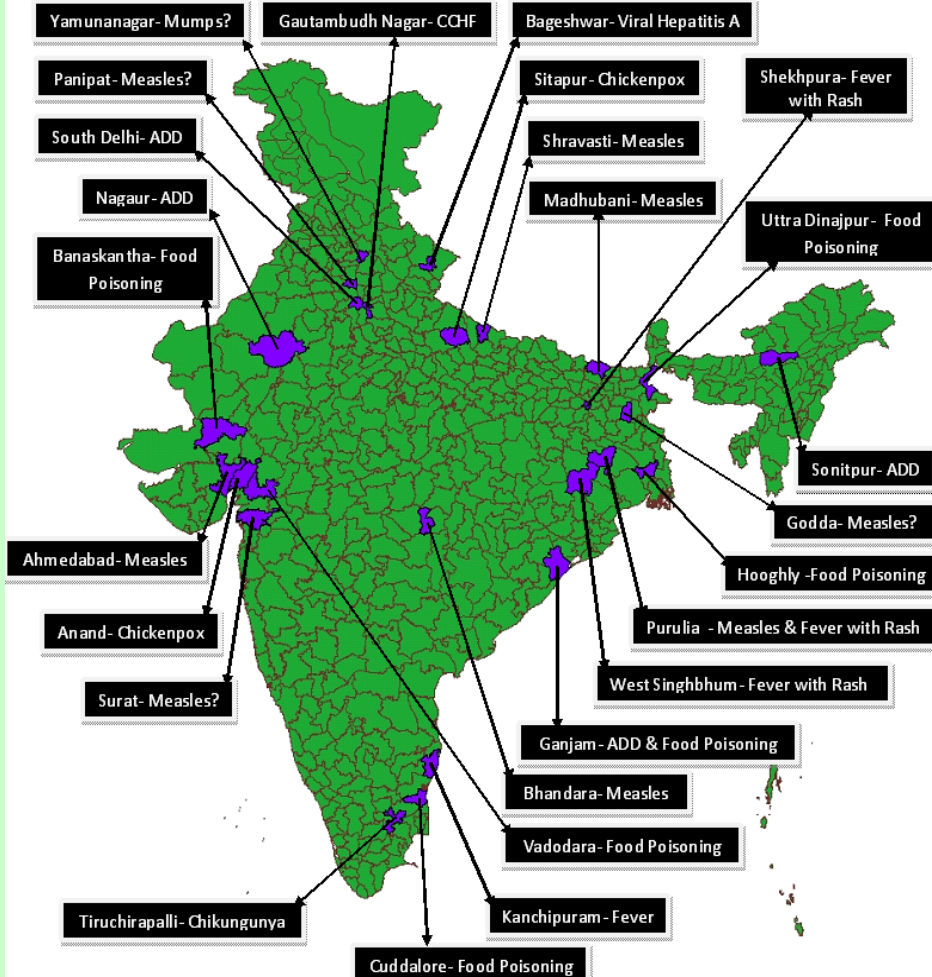 Yamunanagar- Mumps?
Gautambudh Nagar- CCHF
Bageshwar- Viral Hepatitis A
Panipat- Measles?
Sitapur- Chickenpox
Shekhpura- Fever
with Rash
South Delhi- ADD
Shravasti- Measles
Nagaur- ADD
Madhubani- Measles
Uttra Dinajpur- Food
Poisoning
Banaskantha- Food
Poisoning
Sonitpur- ADD
Godda- Measles?
Ahmedabad- Measles
Hooghly -Food Poisoning
Anand- Chickenpox
Purulia - Measles & Fever with Rash
West Singhbhum- Fever with Rash
Surat- Measles?
Ganjam- ADD & Food Poisoning
Bhandara- Measles
Vadodara- Food Poisoning
Tiruchirapalli- Chikungunya
Kanchipuram- Fever
Cuddalore- Food Poisoning